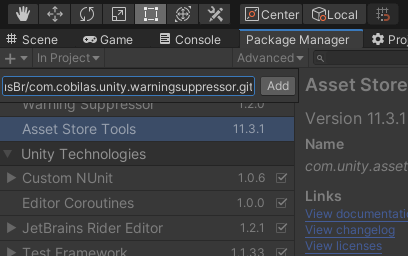 Center Local
Scene Game Console Package Manager
In Project Advanced
usBr/com.cobilas.unity.warningsuppressor.git Add
Warning Suppressor 1.2.0
Asset Store Tools 11.3.1
Unity Technologies
Custom NUnit 1.0.6
Editor Coroutines 1.0.0
JetBrains Rider Editor 1.2.1
Test Framework 1.1.33
Asset Store
Version 11.3.1
Name
com.unity.asset
Links
View documentatio
View changelog
View licenses